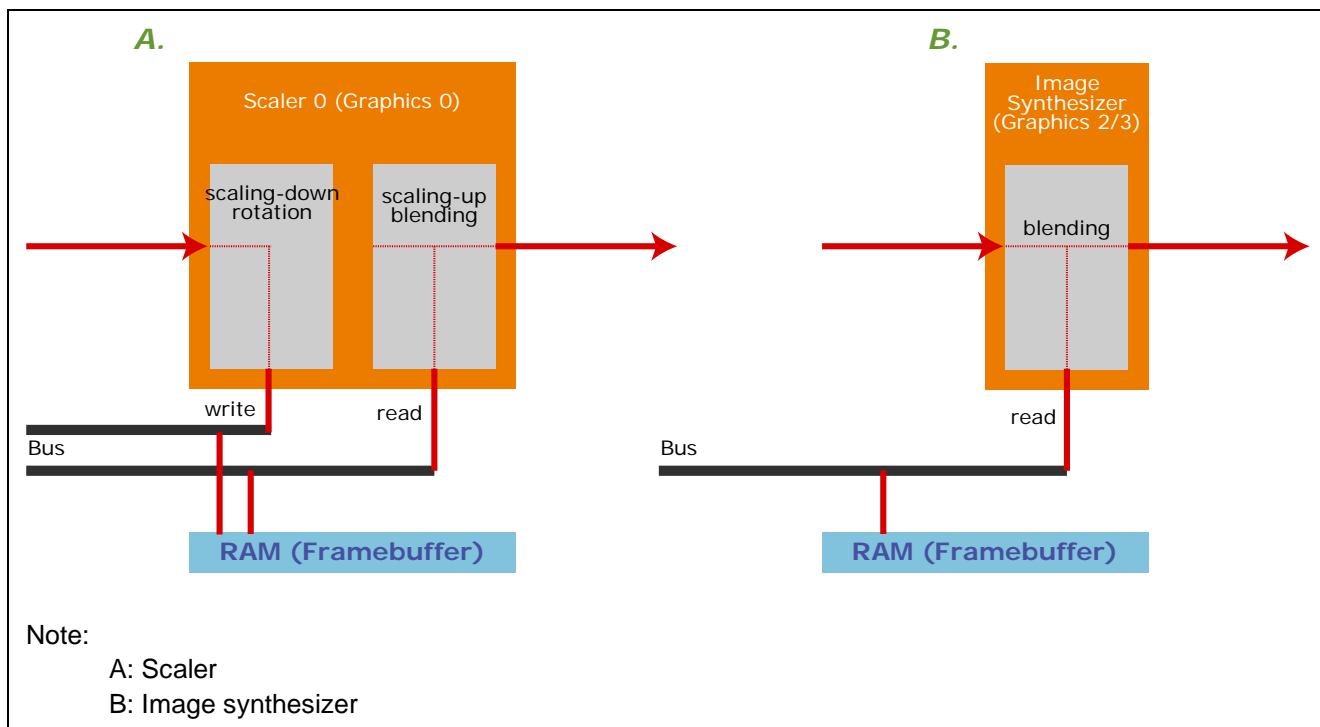 A.
Scaler 0 (Graphics 0)
scaling-down
rotation
scaling-up
blending
write
read
Bus
RAM (Framebuffer)
B.
Image
Synthesizer
(Graphics 2/3)
blending
read
Bus
RAM (Framebuffer)
Note:
A: Scaler
B: Image synthesizer